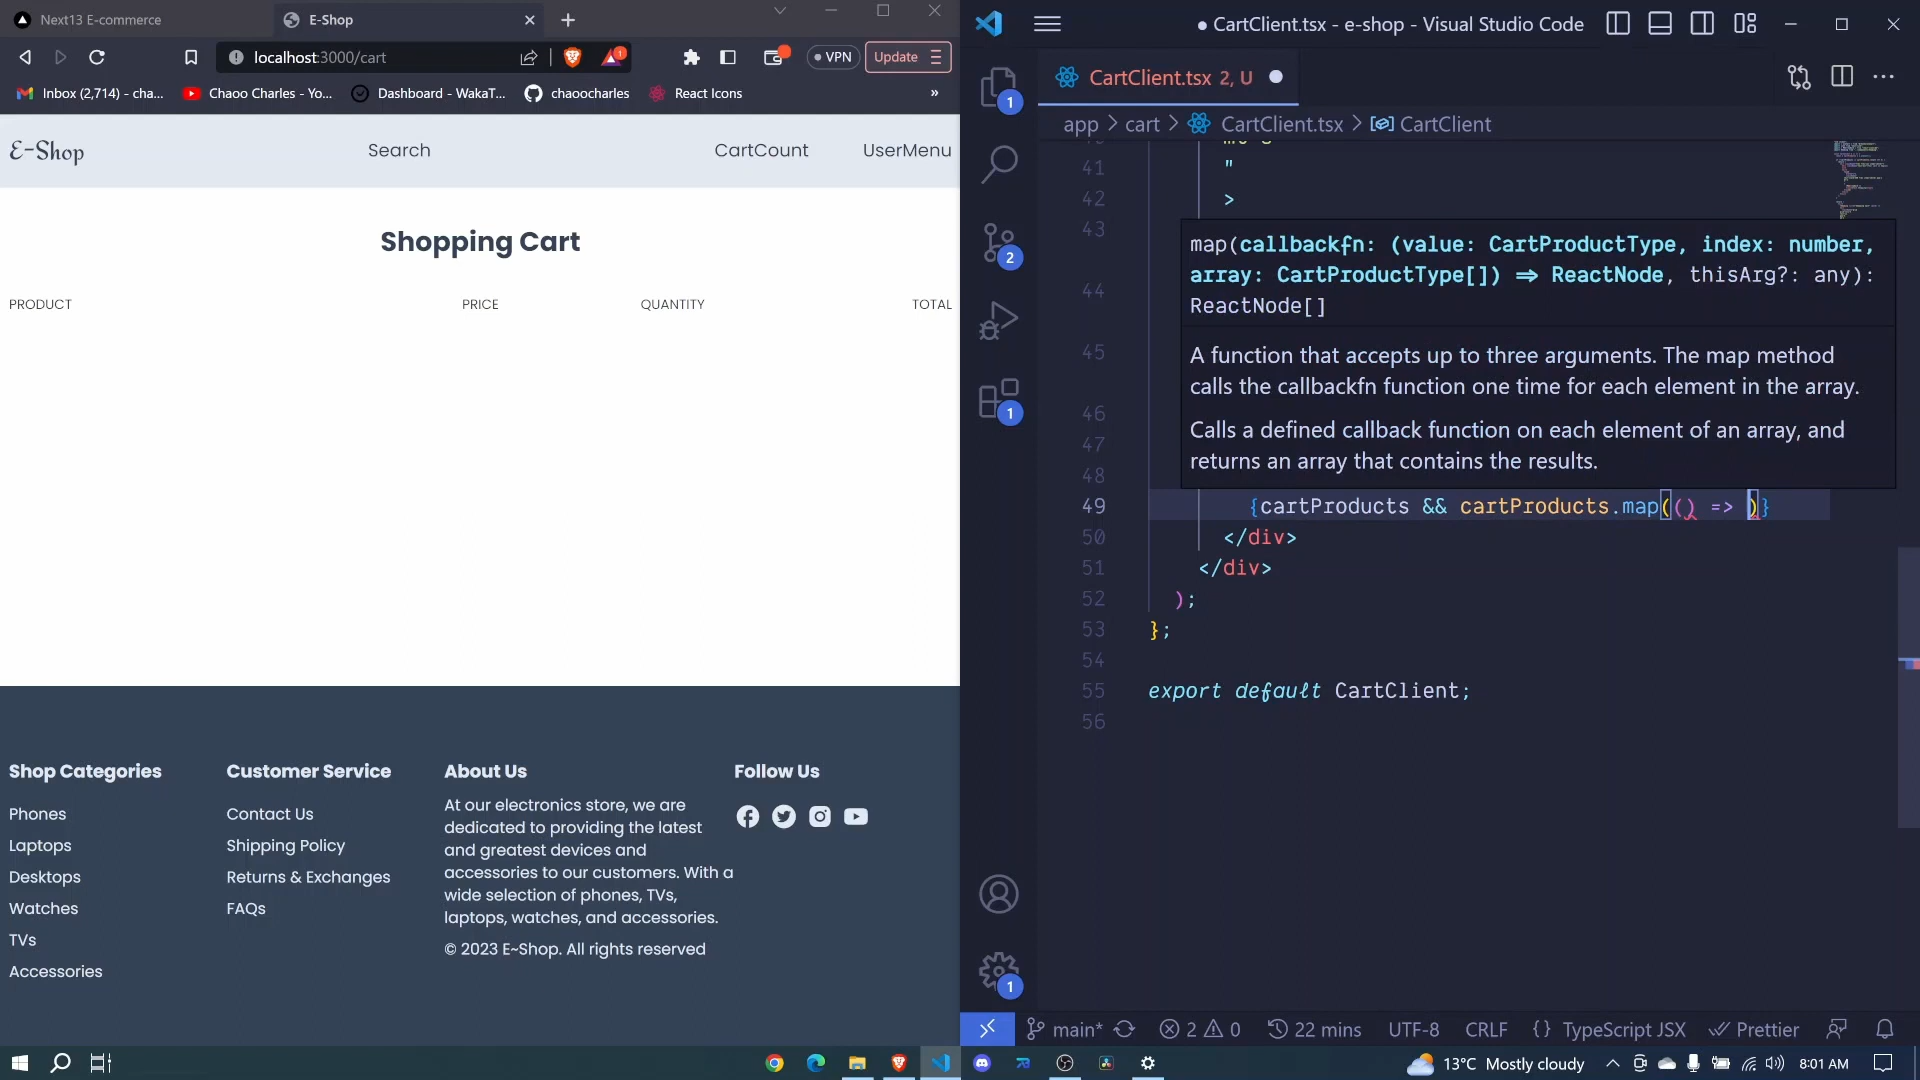 Next13 E-commerce
E-Shop
localhost:3000/cart
1
VPN
Update
Inbox (2,714) - cha...
Chaoo Charles - Yo...
Dashboard - WakaT...
chaoocharles
React Icons
»
E~Shop
Search
CartCount
UserMenu
Shopping Cart
PRODUCT
PRICE
QUANTITY
TOTAL
Shop Categories
Phones
Laptops
Desktops
Watches
TVs
Accessories
Customer Service
Contact Us
Shipping Policy
Returns & Exchanges
FAQs
About Us
At our electronics store, we are
dedicated to providing the latest
and greatest devices and
accessories to our customers. With a
wide selection of phones, TVs,
laptops, watches, and accessories.
© 2023 E~Shop. All rights reserved
Follow Us
● CartClient.tsx - e-shop - Visual Studio Code
CartClient.tsx 2, U
app > cart > CartClient.tsx > CartClient
1
2
1
1
41 "
42 >
43
map(callbackfn: (value: CartProductType, index: number,
array: CartProductType[]) => ReactNode, thisArg?: any):
ReactNode[]
A function that accepts up to three arguments. The map method
calls the callbackfn function one time for each element in the array.
Calls a defined callback function on each element of an array, and
returns an array that contains the results.
44
45
46
47
48
49 {cartProducts && cartProducts.map(() => )}
50 </div>
51 </div>
52 );
53 };
54
55 export default CartClient;
56
main*
2
0
22 mins
UTF-8
CRLF
{} TypeScript JSX
Prettier
13°C Mostly cloudy
8:01 AM